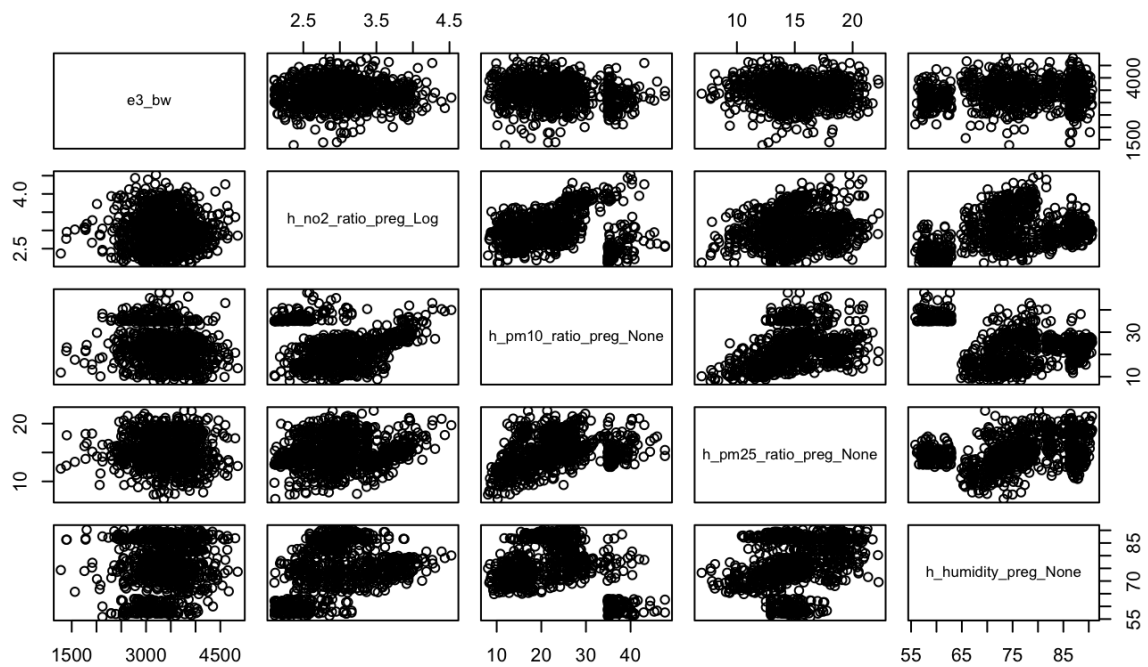 2.5 3.5 4.5 10 15 20
e3_bw
1500 4000
2.5 4.0
h_no2_ratio_preg_Log
h_pm10_ratio_preg_None
10 30
10 20
h_pm25_ratio_preg_None
h_humidity_preg_None
55 70 85
1500 3000 4500 10 20 30 40 55 65 75 85